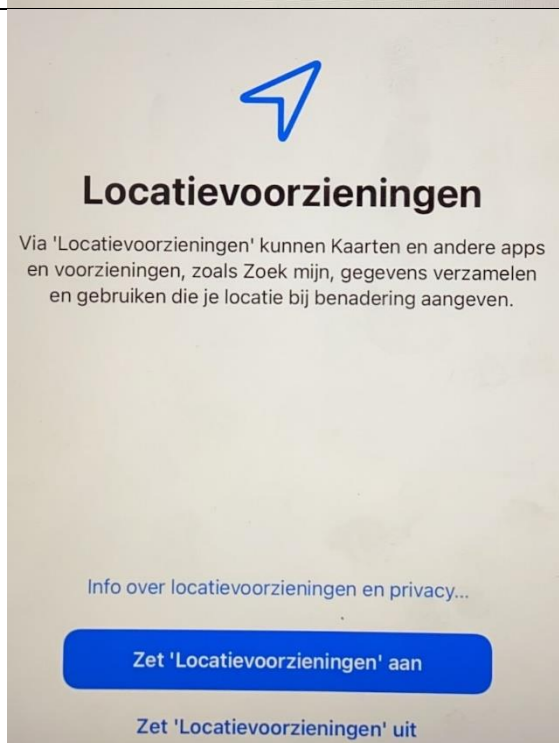 Locatievoorzieningen
Via 'Locatievoorzieningen' kunnen Kaarten en andere apps
en voorzieningen, zoals Zoek mijn, gegevens verzamelen
en gebruiken die je locatie bij benadering aangeven.
Info over locatievoorzieningen en privacy...
Zet 'Locatievoorzieningen' aan
Zet 'Locatievoorzieningen' uit